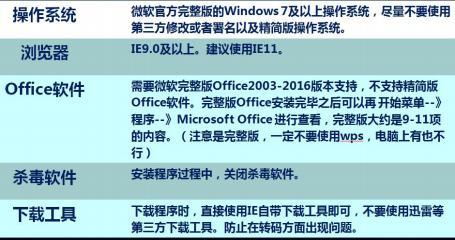 操作系统
微软官方完整版的Windows 7及以上操作系统，尽量不要使用
第三方修改或者署名以及精简版操作系统。
浏览器
IE9.0及以上。建议使用IE11。
Office软件
需要微软完整版Office2003-2016版本支持，不支持精简版
Office软件。完整版Office安装完毕之后可以再 开始菜单--》
程序--》Microsoft Office 进行查看，完整版大约是9-11项
的内容。（注意是完整版，一定不要使用wps，电脑上有也不
行）
杀毒软件
安装程序过程中，关闭杀毒软件。
下载工具
下载程序时，直接使用IE自带下载工具即可，不要使用迅雷等
第三方下载工具。防止在转码方面出现问题。